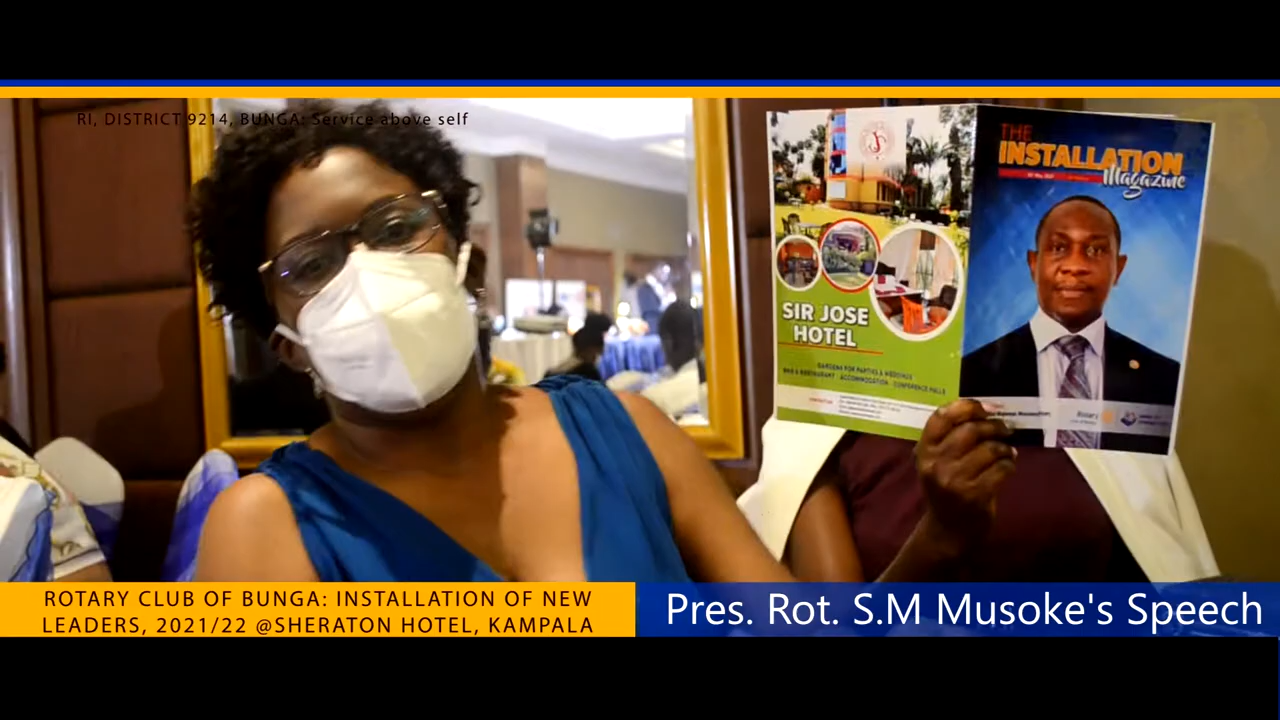 RI, DISTRICT 9214, BUNGA: Service above self
THE
INSTALLATION
Magazine
SIR JOSE
HOTEL
GARDENS FOR PARTIES & WEDDINGS
BAR & RESTAURANT - ACCOMMODATION - CONFERENCE HALLS
Rotary
ROTARY CLUB OF BUNGA: INSTALLATION OF NEW
LEADERS, 2021/22 @SHERATON HOTEL, KAMPALA
Pres. Rot. S.M Musoke's Speech